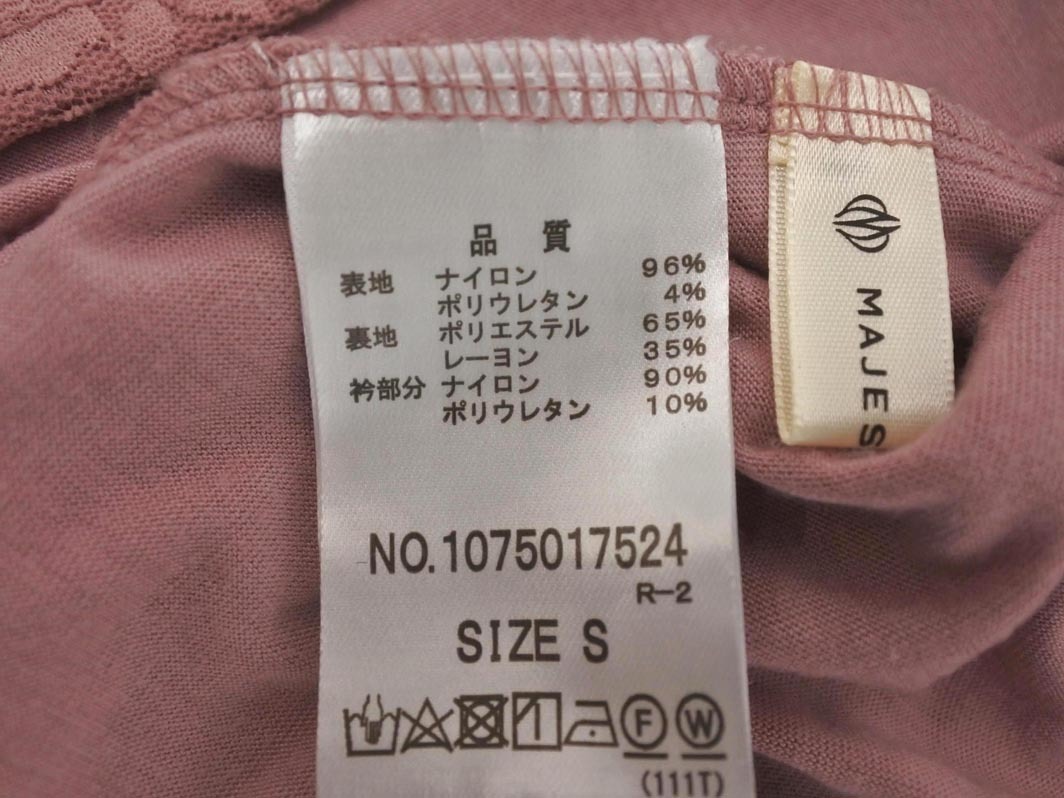 品 質
表地 ナイロン 96%
ポリウレタン 4%
裏地 ポリエステル 65%
レーヨン 35%
衿部分 ナイロン 90%
ポリウレタン 10%
NO.1075017524
R-2
SIZE S
F W
(111T)
MAJES